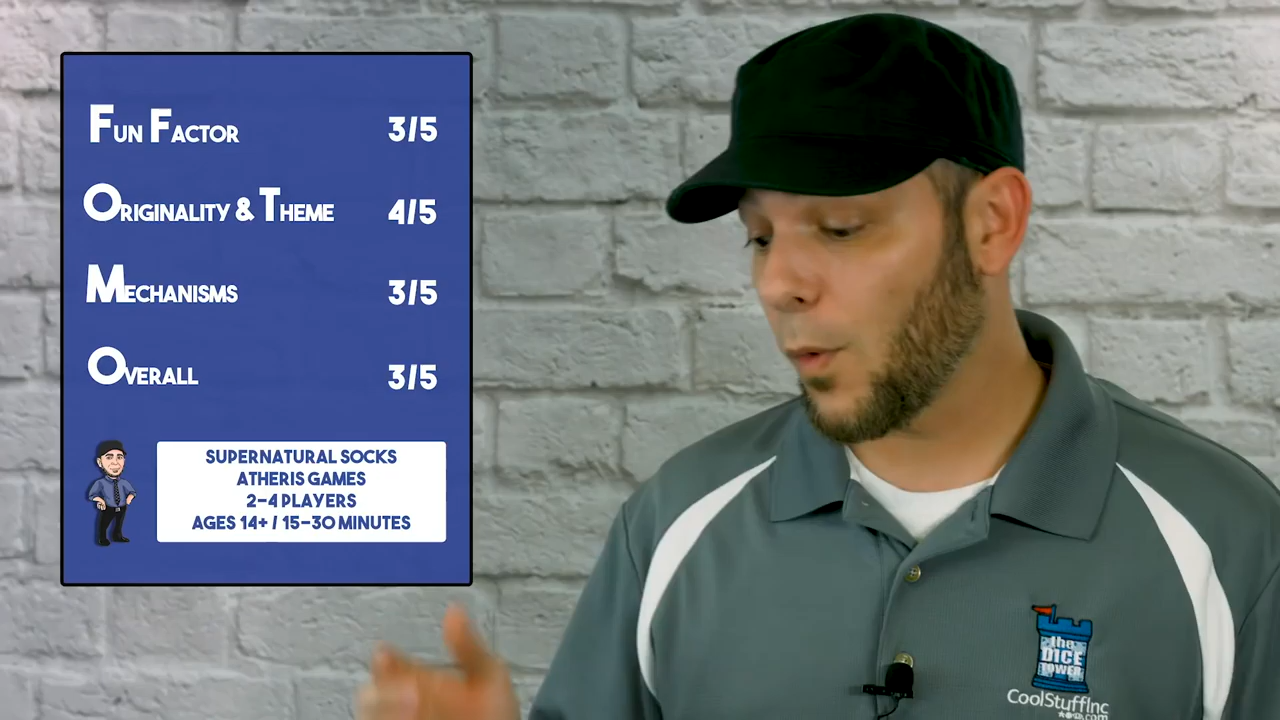 FUN FACTOR 3/5
ORIGINALITY & THEME 4/5
MECHANISMS 3/5
OVERALL 3/5
SUPERNATURAL SOCKS
ATHERIS GAMES
2-4 PLAYERS
AGES 14+ / 15-30 MINUTES
the
DICE
TOWER
CoolStuffInc
.com